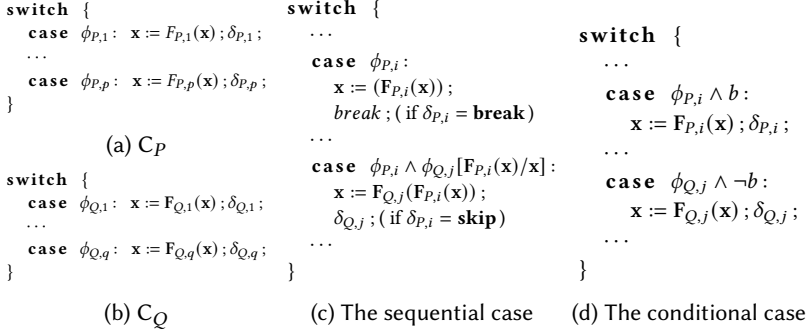 switch {
case ϕP,1 : x := FP,1(x) ; δP,1 ;
...
case ϕP,p : x := FP,p(x) ; δP,p ;
}
(a) CP
switch {
case ϕQ,1 : x := FQ,1(x) ; δQ,1 ;
...
case ϕQ,q : x := FQ,q(x) ; δQ,q ;
}
(b) CQ
switch {
...
case ϕP,i :
x := (FP,i(x)) ;
break ; ( if δP,i = break)
...
case ϕP,i ∧ ϕQ,j[FP,i(x)/x] :
x := FQ,j(FP,i(x)) ;
δQ,j ; ( if δP,i = skip)
...
}
(c) The sequential case
switch {
...
case ϕP,i ∧ b :
x := FP,i(x) ; δP,i ;
...
case ϕQ,j ∧ ¬b :
x := FQ,j(x) ; δQ,j ;
...
}
(d) The conditional case